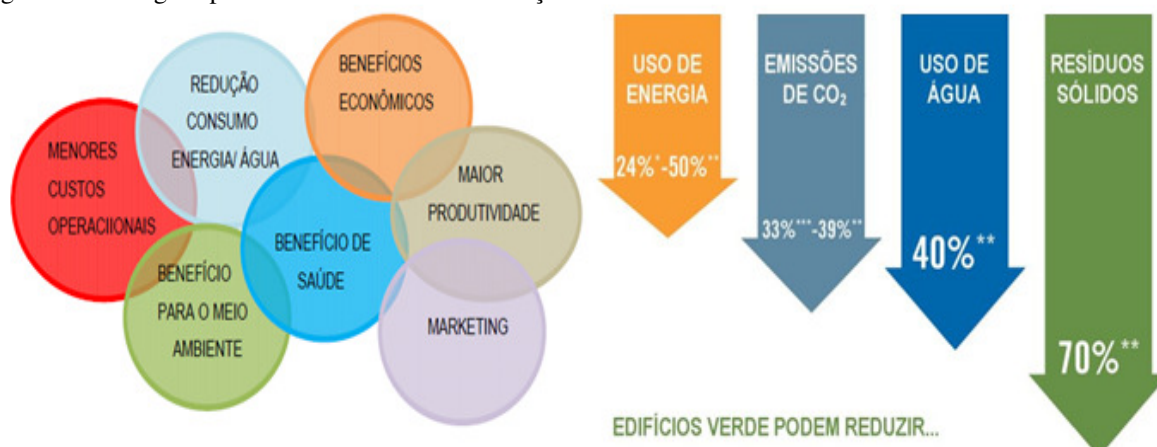 REDUÇÃO
CONSUMO
ENERGIA/ ÁGUA
BENEFÍCIOS
ECONÔMICOS
MENORES
CUSTOS
OPERACIIONAIS
MAIOR
PRODUTIVIDADE
BENEFÍCIO DE
SAÚDE
BENEFÍCIO
PARA O MEIO
AMBIENTE
MARKETING
USO DE
ENERGIA
24%*-50%**
EMISSÕES
DE CO₂
33%***-39%**
USO DE
ÁGUA
40%**
RESÍDUOS
SÓLIDOS
70%**
EDIFÍCIOS VERDE PODEM REDUZIR...